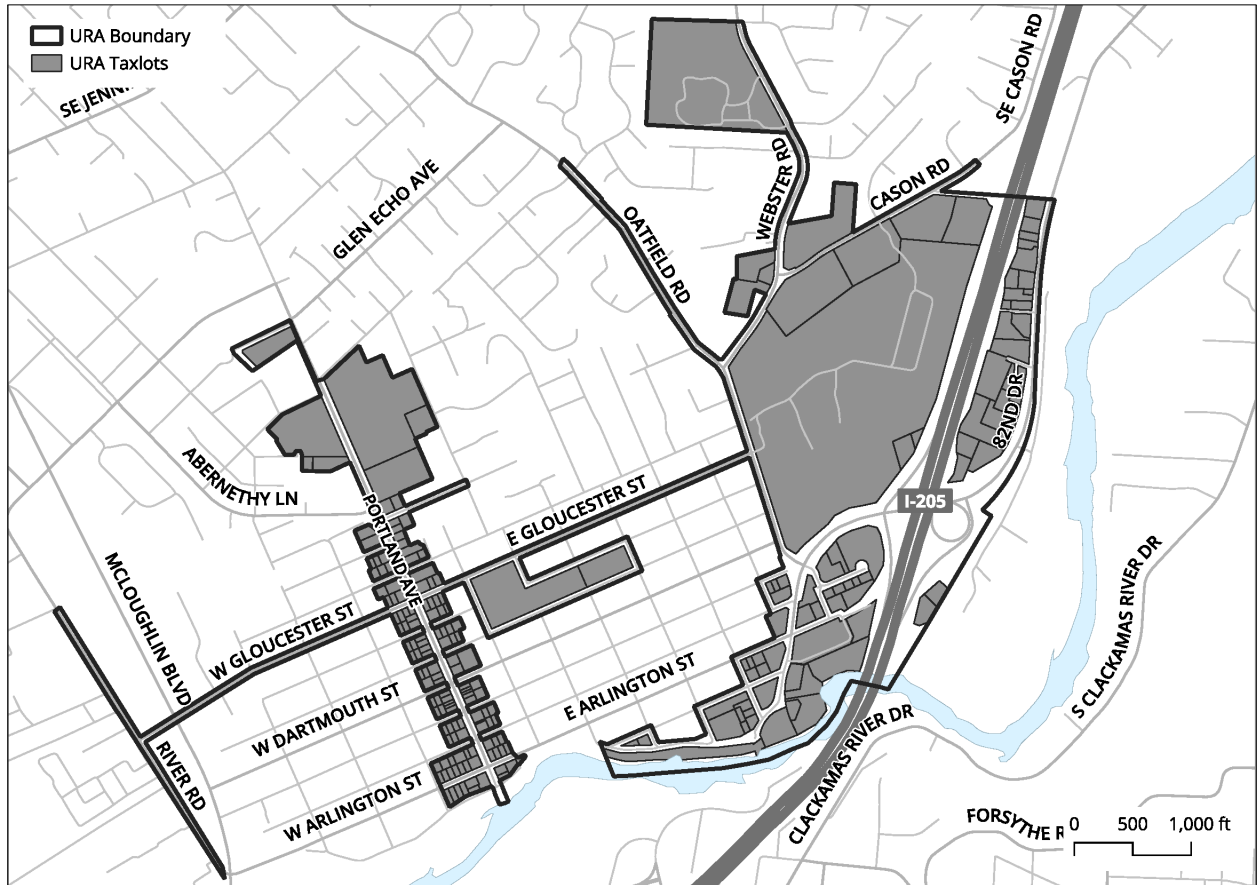 URA Boundary
URA Taxlots
SE CASON RD
GLEN ECHO AVE
WEBSTER RD
CASON RD
OATFIELD RD
82ND DR
ABERNETHY LN
I-205
E GLOUCESTER ST
PORTLAND AVE
MCLOUGHLIN BLVD
W GLOUCESTER ST
S CLACKAMAS RIVER DR
E ARLINGTON ST
W DARTMOUTH ST
RIVER RD
CLACKAMAS RIVER DR
W ARLINGTON ST
FORSYTHE
0 500 1,000 ft